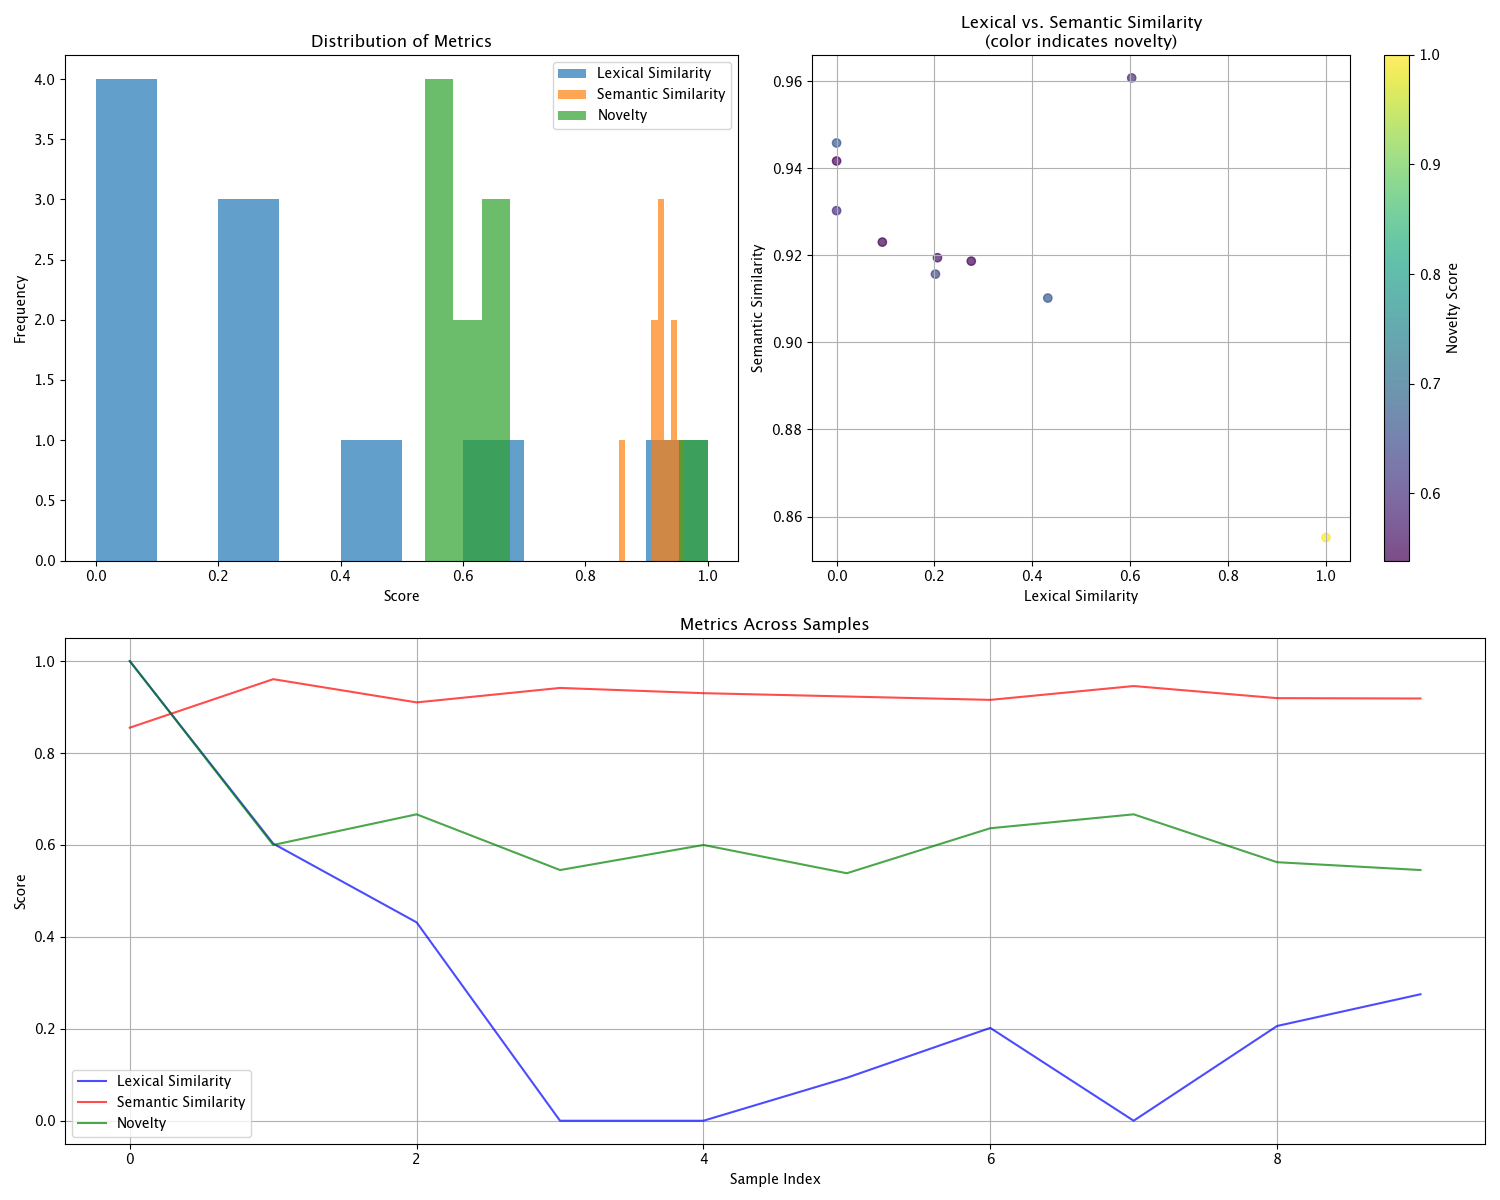 Distribution of Metrics
4.0
3.5
3.0
2.5
2.0
1.5
1.0
0.5
0.0
Frequency
0.0 0.2 0.4 0.6 0.8 1.0
Score
Lexical Similarity
Semantic Similarity
Novelty
Lexical vs. Semantic Similarity
(color indicates novelty)
0.96
0.94
0.92
0.90
0.88
0.86
Semantic Similarity
0.0 0.2 0.4 0.6 0.8 1.0
Lexical Similarity
1.0
0.9
0.8
0.7
0.6
Novelty Score
Metrics Across Samples
1.0
0.8
0.6
0.4
0.2
0.0
Score
Lexical Similarity
Semantic Similarity
Novelty
0 2 4 6 8
Sample Index